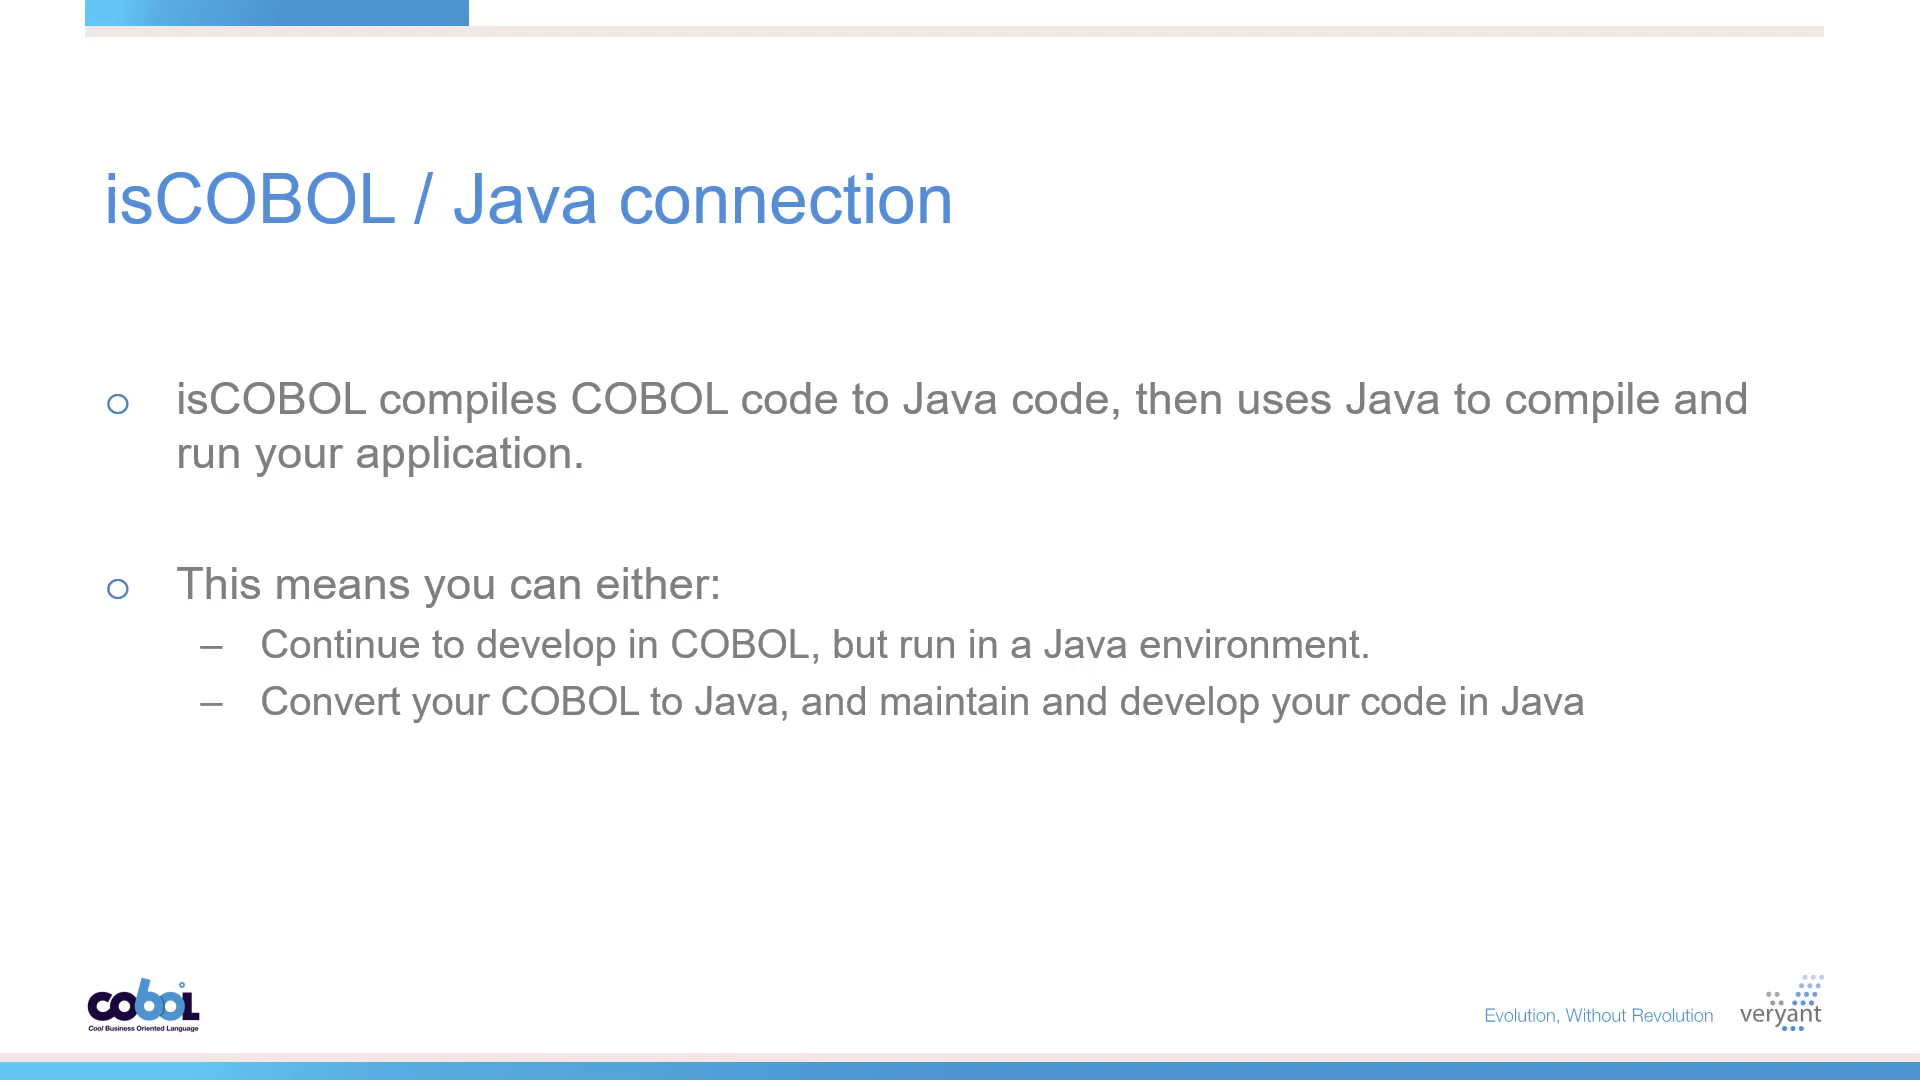 isCOBOL / Java connection
o isCOBOL compiles COBOL code to Java code, then uses Java to compile and
run your application.
o This means you can either:
– Continue to develop in COBOL, but run in a Java environment.
– Convert your COBOL to Java, and maintain and develop your code in Java
coboL
Cool Business Oriented Language
Evolution, Without Revolution
veryant